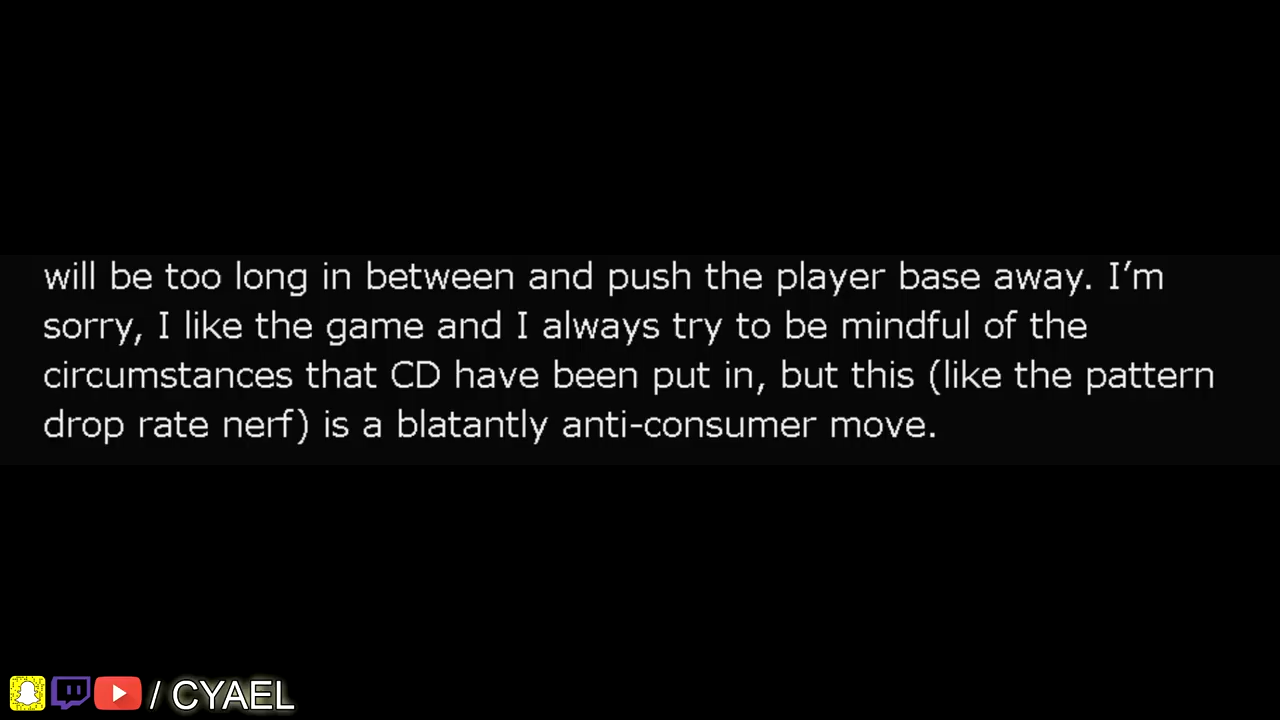 will be too long in between and push the player base away. I’m
sorry, I like the game and I always try to be mindful of the
circumstances that CD have been put in, but this (like the pattern
drop rate nerf) is a blatantly anti-consumer move.
/ CYAEL